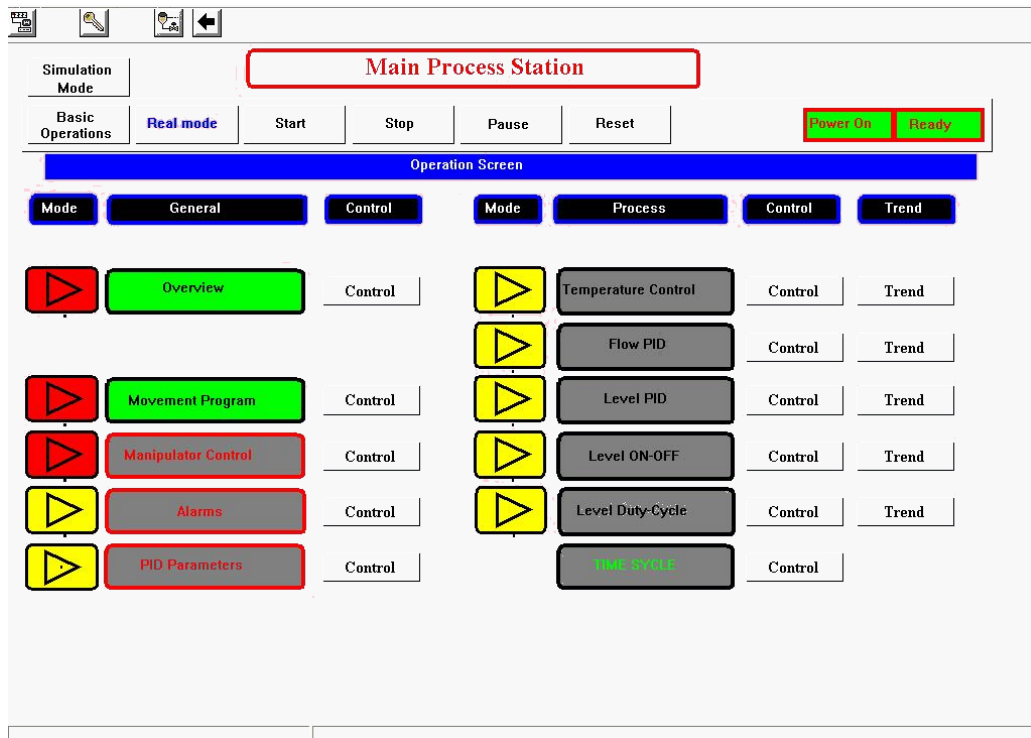 Main Process Station
Simulation
Mode
Basic
Operations
Real mode
Start
Stop
Pause
Reset
Power On
Ready
Operation Screen
Mode
General
Control
Mode
Process
Control
Trend
Overview
Control
Temperature Control
Control
Trend
Flow PID
Control
Trend
Movement Program
Control
Level PID
Control
Trend
Manipulator Control
Control
Level ON-OFF
Control
Trend
Alarms
Control
Level Duty-Cycle
Control
Trend
PID Parameters
Control
TIME SYCLE
Control